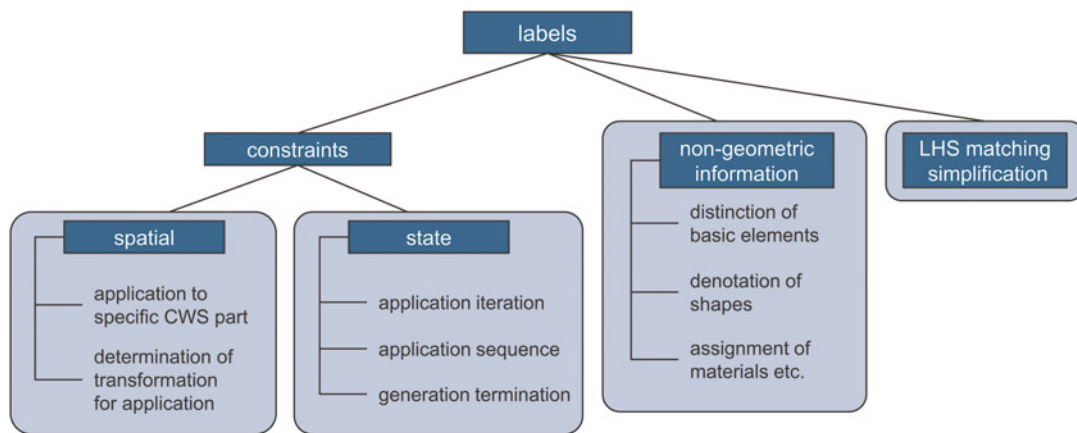 labels
constraints
spatial
application to
specific CWS part
determination of
transformation
for application
state
application iteration
application sequence
generation termination
non-geometric
information
distinction of
basic elements
denotation of
shapes
assignment of
materials etc.
LHS matching
simplification